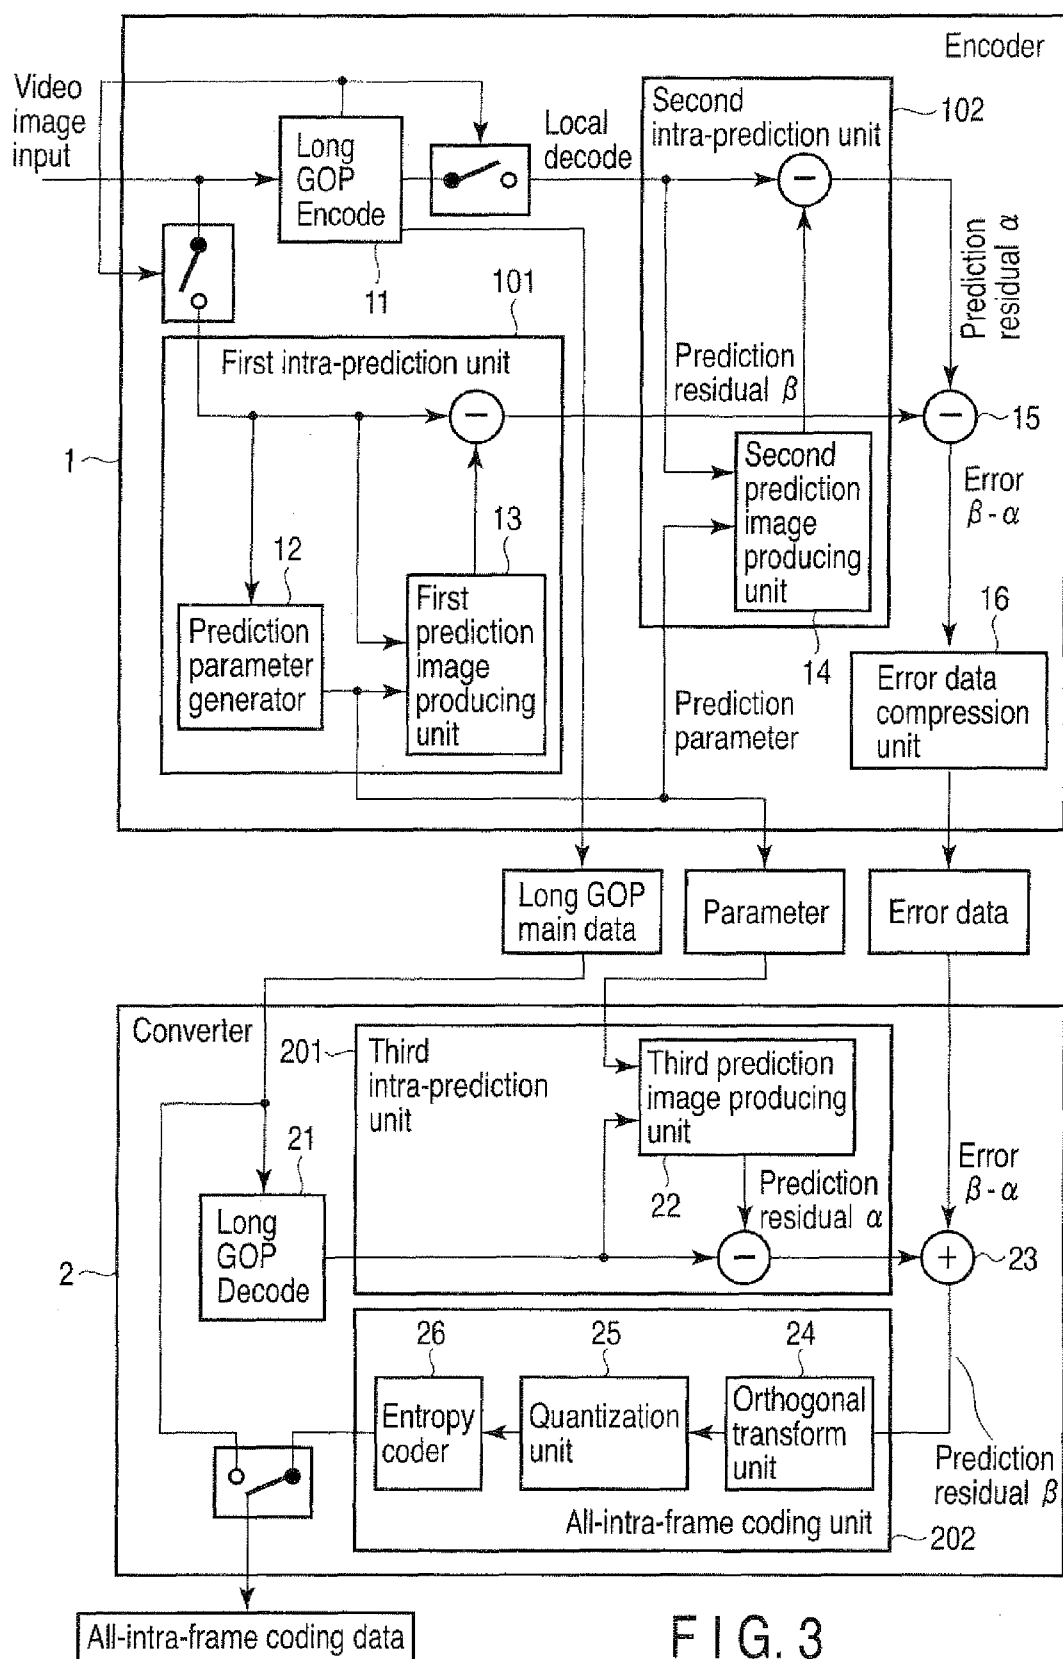 Encoder
Video
image
input
Long
GOP
Encode
11
Local
decode
Second
intra-prediction unit
102
Prediction
residual α
101
First intra-prediction unit
Prediction
residual β
15
1
Second
prediction
image
producing
unit
14
Error
β - α
12
Prediction
parameter
generator
13
First
prediction
image
producing
unit
16
Error data
compression
unit
Prediction
parameter
Long GOP
main data
Parameter
Error data
Converter
201
Third
intra-prediction
unit
Third prediction
image producing
unit
22
21
Long
GOP
Decode
Prediction
residual α
Error
β - α
2
23
26
Entropy
coder
25
Quantization
unit
24
Orthogonal
transform
unit
Prediction
residual β
All-intra-frame coding unit
202
All-intra-frame coding data
FIG. 3